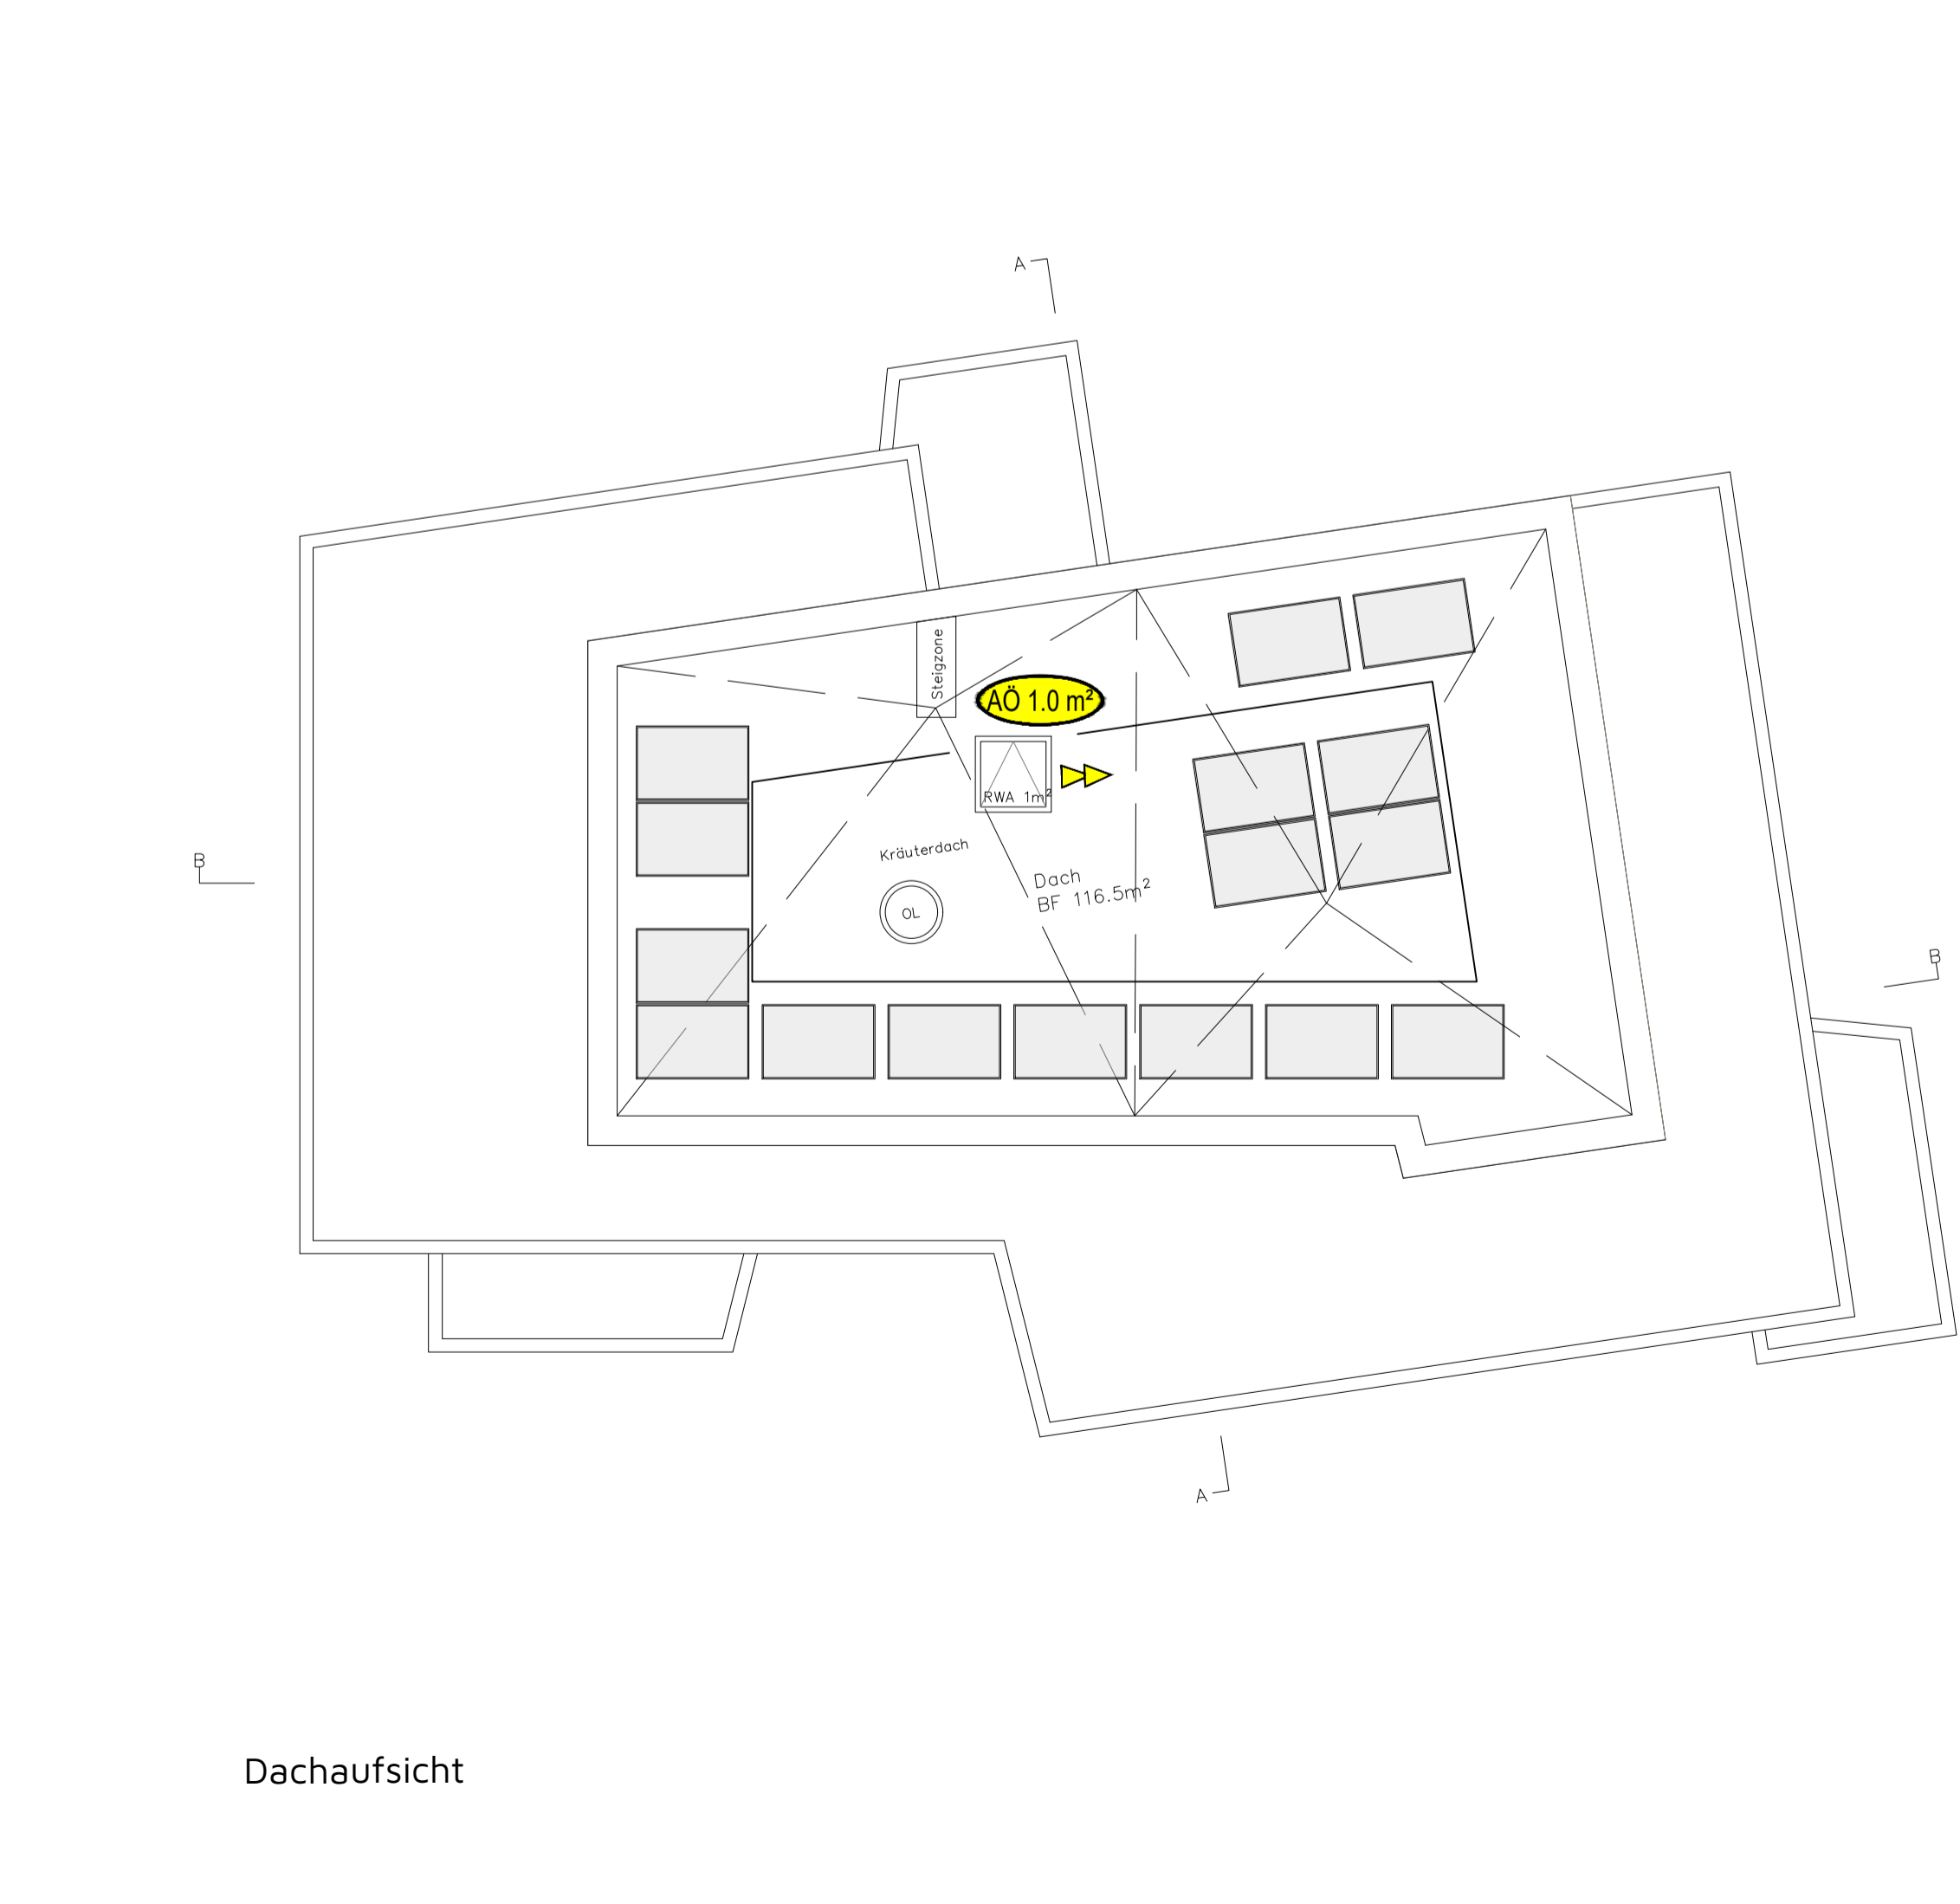 A
Steigzone
AÖ 1.0 m²
RWA 1m²
Kräuterdach
B
Dach
BF 116.5m²
OL
B
A
Dachaufsicht